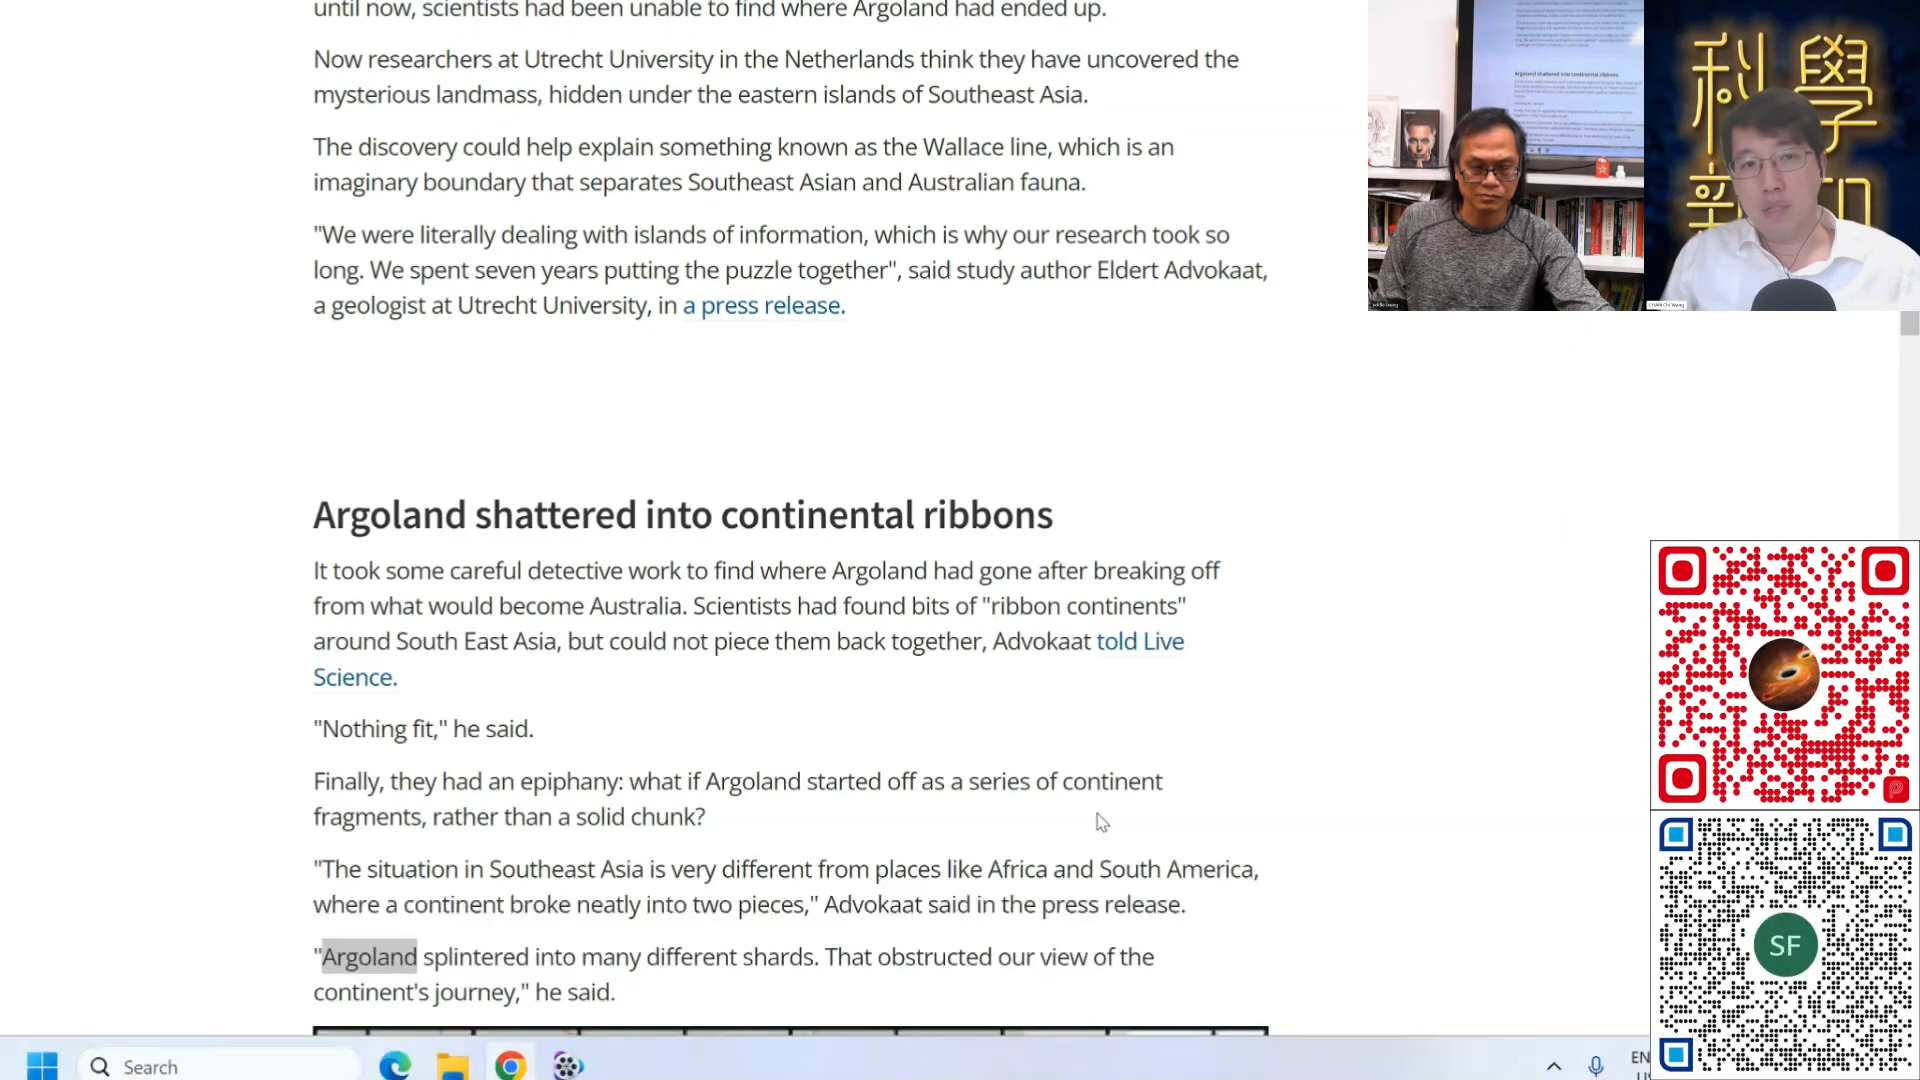 until now, scientists had been unable to find where Argoland had ended up.
Now researchers at Utrecht University in the Netherlands think they have uncovered the
mysterious landmass, hidden under the eastern islands of Southeast Asia.
The discovery could help explain something known as the Wallace line, which is an
imaginary boundary that separates Southeast Asian and Australian fauna.
"We were literally dealing with islands of information, which is why our research took so
long. We spent seven years putting the puzzle together", said study author Eldert Advokaat,
a geologist at Utrecht University, in a press release.
Argoland shattered into continental ribbons
It took some careful detective work to find where Argoland had gone after breaking off
from what would become Australia. Scientists had found bits of "ribbon continents"
around South East Asia, but could not piece them back together, Advokaat told Live
Science.
"Nothing fit," he said.
Finally, they had an epiphany: what if Argoland started off as a series of continent
fragments, rather than a solid chunk?
"The situation in Southeast Asia is very different from places like Africa and South America,
where a continent broke neatly into two pieces," Advokaat said in the press release.
"Argoland splintered into many different shards. That obstructed our view of the
continent's journey," he said.
科學
新知
Argoland shattered into continental ribbons
CHAN Chi Wang
SF
Search
EN